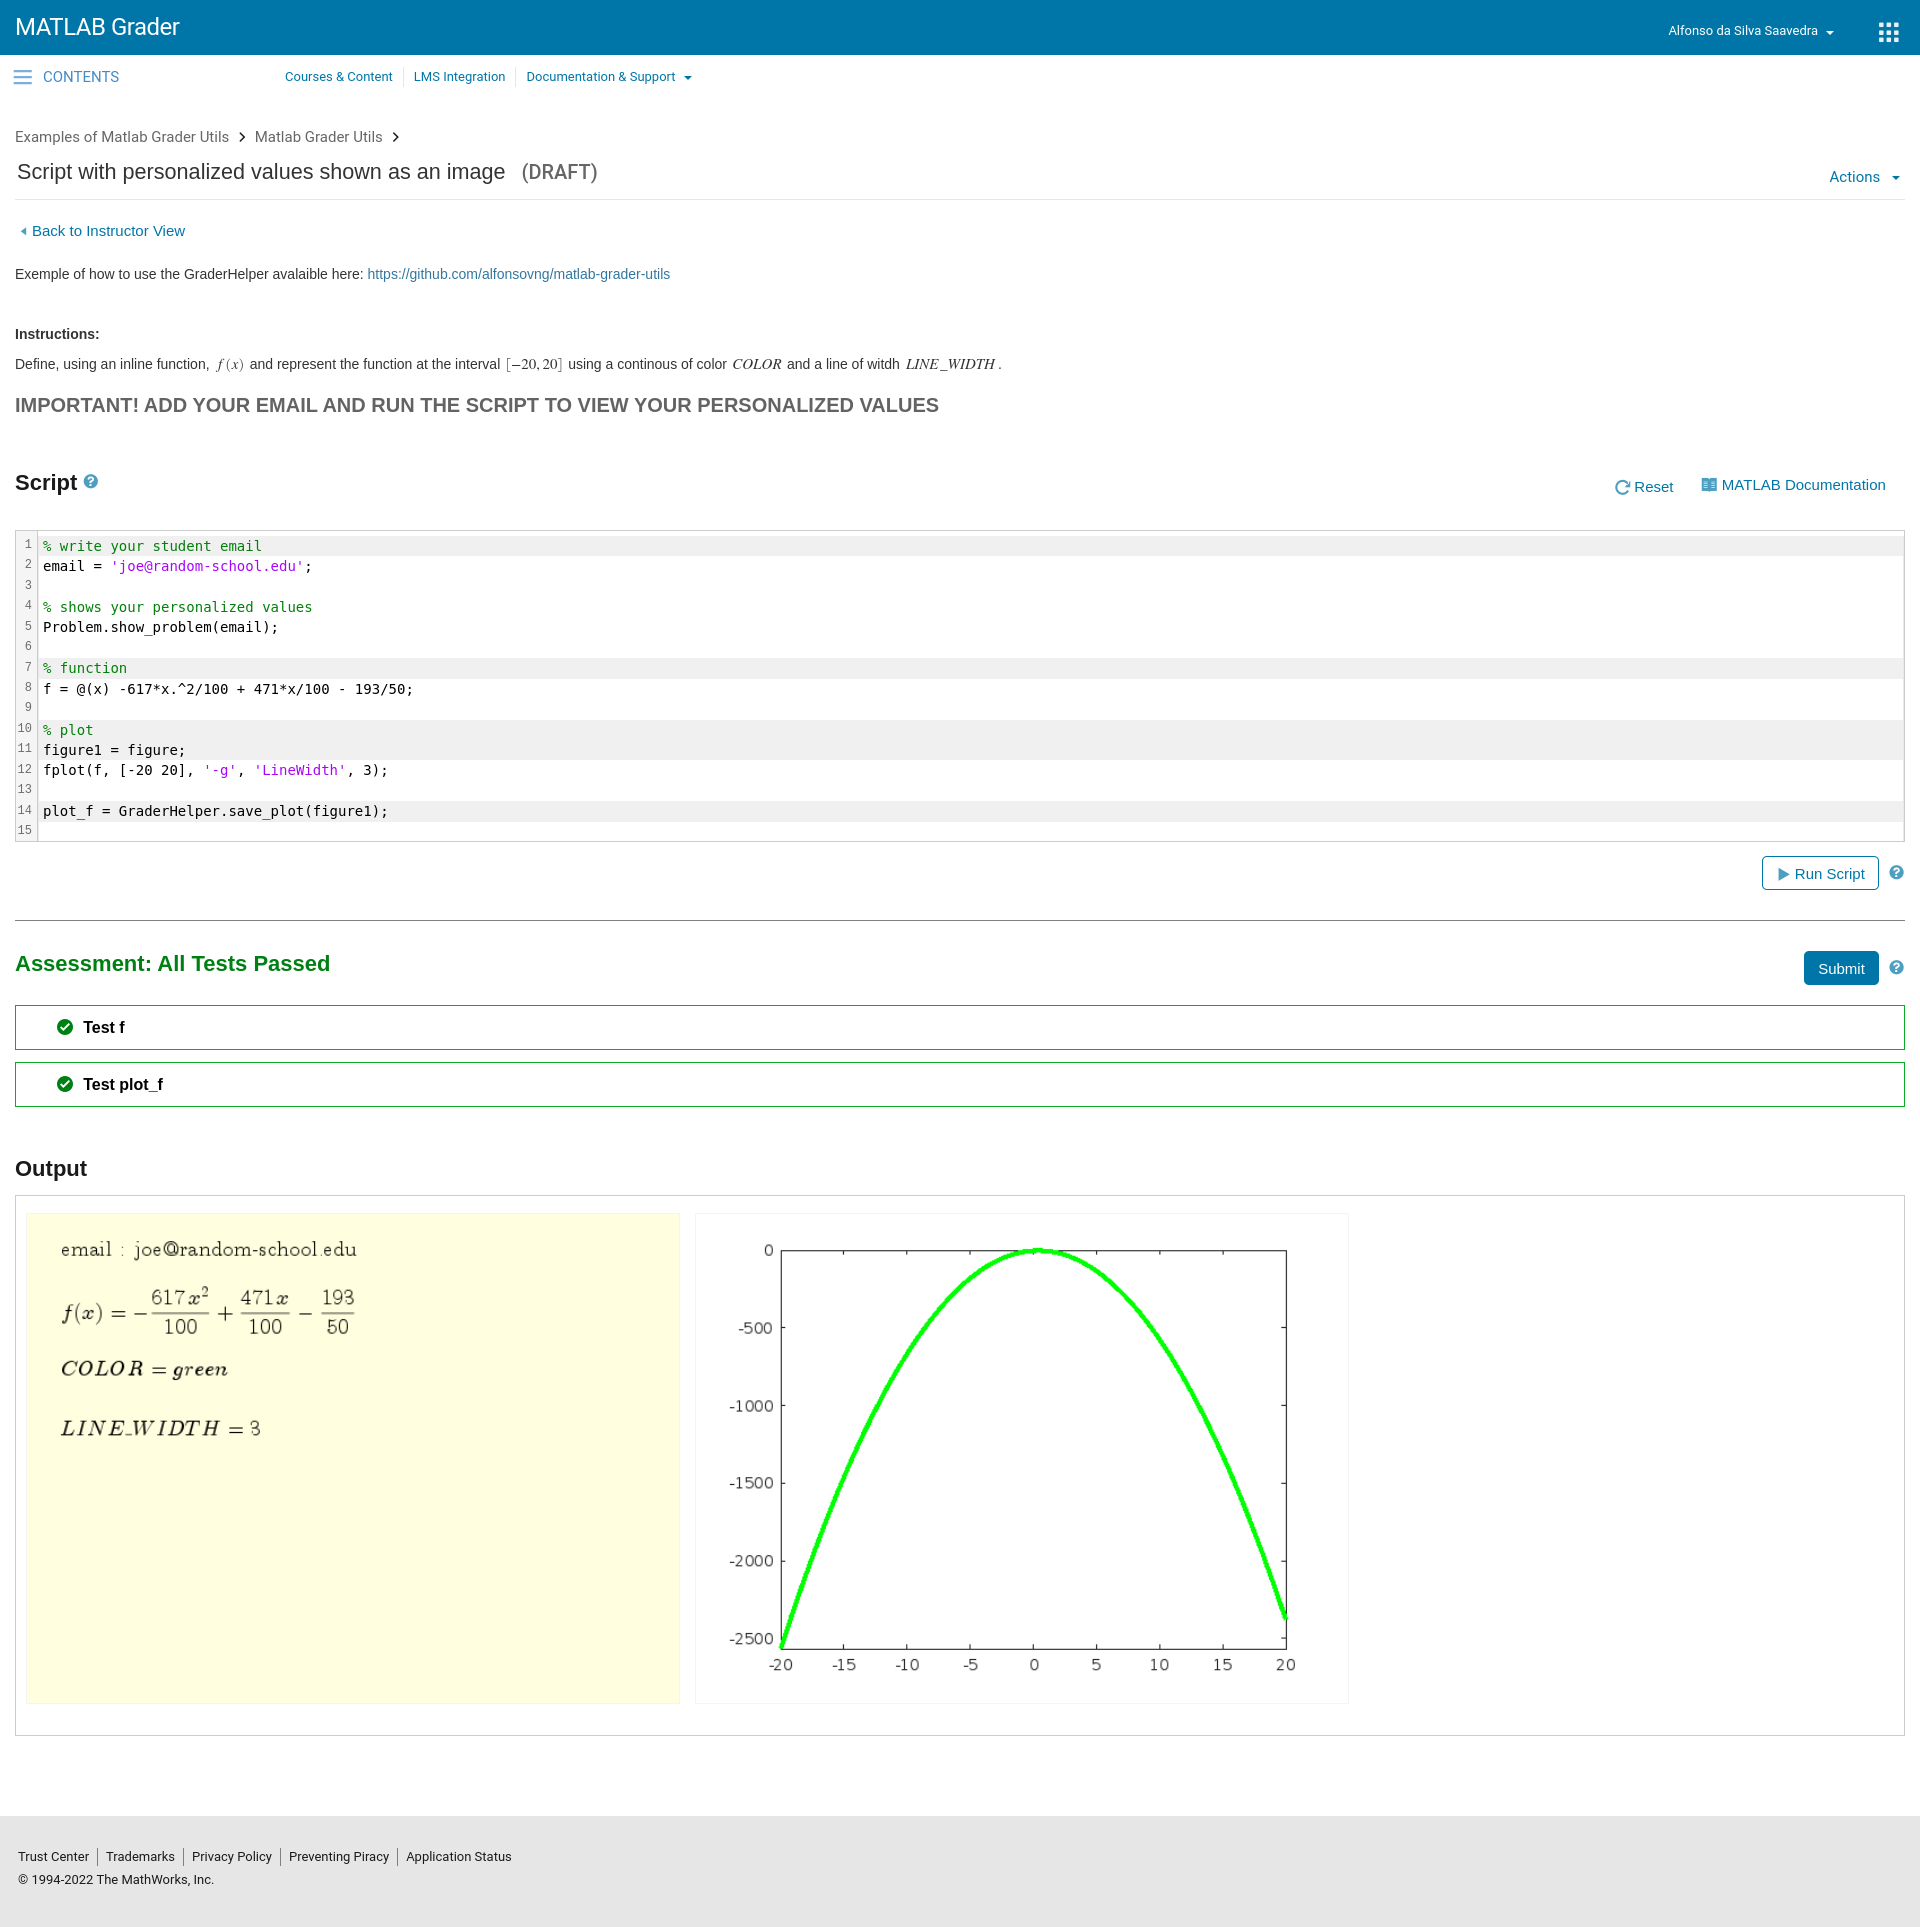 MATLAB Grader
Alfonso da Silva Saavedra
CONTENTS
Courses & Content
LMS Integration
Documentation & Support
Examples of Matlab Grader Utils > Matlab Grader Utils >
Script with personalized values shown as an image (DRAFT)
Actions
Back to Instructor View
Exemple of how to use the GraderHelper avalaible here: https://github.com/alfonsovng/matlab-grader-utils
Instructions:
Define, using an inline function, f(x) and represent the function at the interval [−20, 20] using a continous of color COLOR and a line of witdh LINE_WIDTH .
IMPORTANT! ADD YOUR EMAIL AND RUN THE SCRIPT TO VIEW YOUR PERSONALIZED VALUES
Script ?
Reset
MATLAB Documentation
1 % write your student email
2 email = 'joe@random-school.edu';
3
4 % shows your personalized values
5 Problem.show_problem(email);
6
7 % function
8 f = @(x) -617*x.^2/100 + 471*x/100 - 193/50;
9
10 % plot
11 figure1 = figure;
12 fplot(f, [-20 20], '-g', 'LineWidth', 3);
13
14 plot_f = GraderHelper.save_plot(figure1);
15
Run Script ?
Assessment: All Tests Passed
Submit ?
Test f
Test plot_f
Output
email : joe@random-school.edu
f(x) = − 617x²/100 + 471x/100 − 193/50
COLOR = green
LINE_WIDTH = 3
0
-500
-1000
-1500
-2000
-2500
-20 -15 -10 -5 0 5 10 15 20
Trust Center
Trademarks
Privacy Policy
Preventing Piracy
Application Status
© 1994-2022 The MathWorks, Inc.